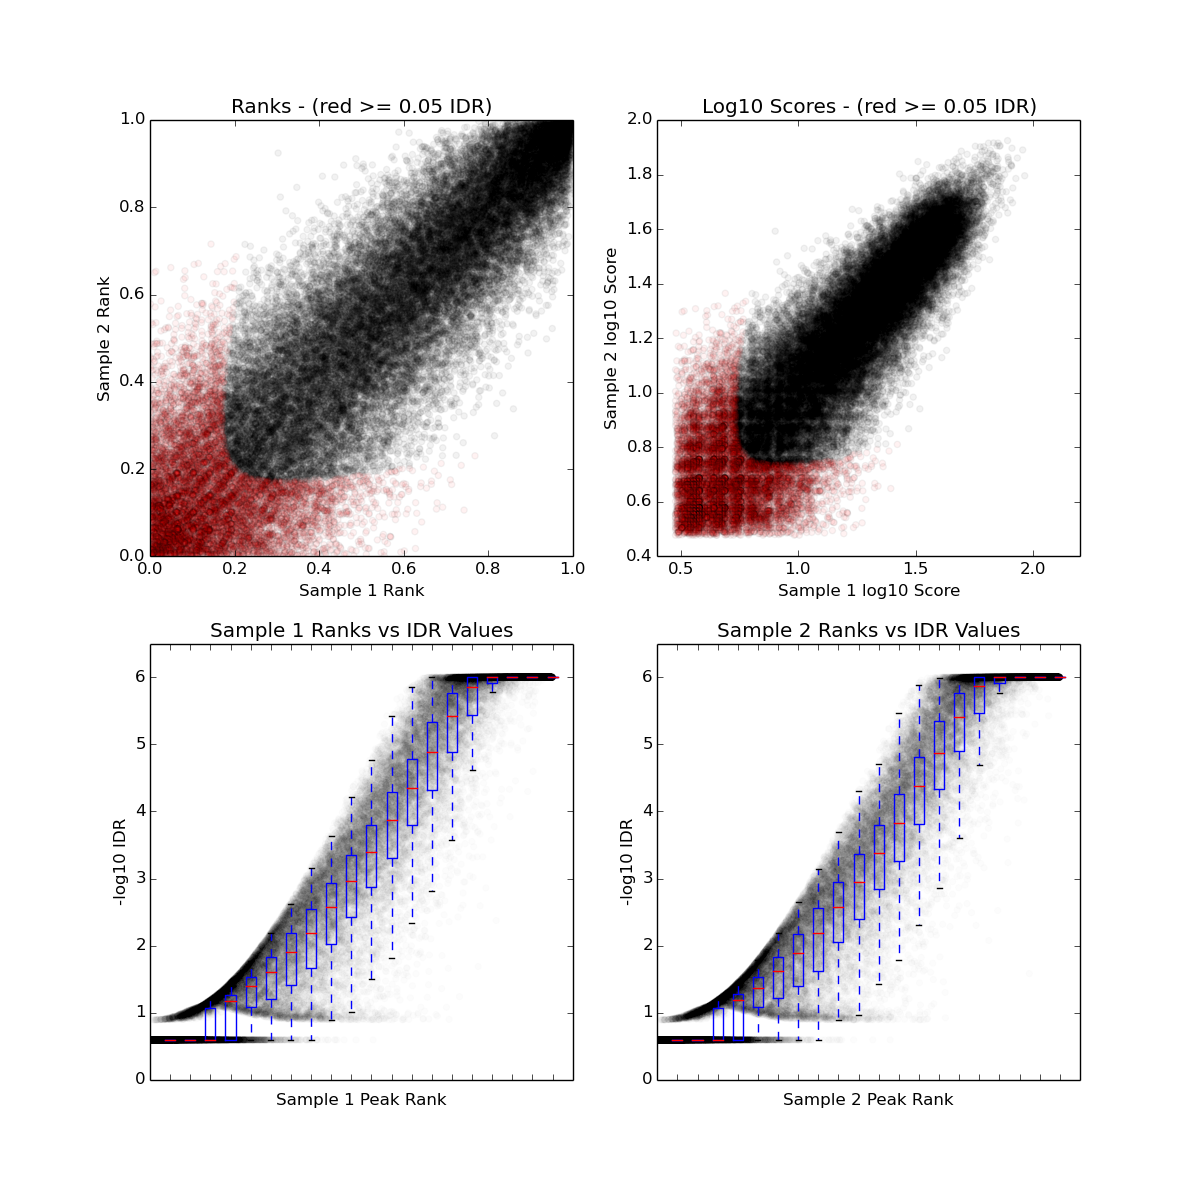 Ranks - (red >= 0.05 IDR)
1.0
0.8
0.6
0.4
0.2
0.0
Sample 2 Rank
0.0 0.2 0.4 0.6 0.8 1.0
Sample 1 Rank
Log10 Scores - (red >= 0.05 IDR)
2.0
1.8
1.6
1.4
1.2
1.0
0.8
0.6
0.4
Sample 2 log10 Score
0.5 1.0 1.5 2.0
Sample 1 log10 Score
Sample 1 Ranks vs IDR Values
6
5
4
3
2
1
0
-log10 IDR
Sample 1 Peak Rank
Sample 2 Ranks vs IDR Values
6
5
4
3
2
1
0
-log10 IDR
Sample 2 Peak Rank